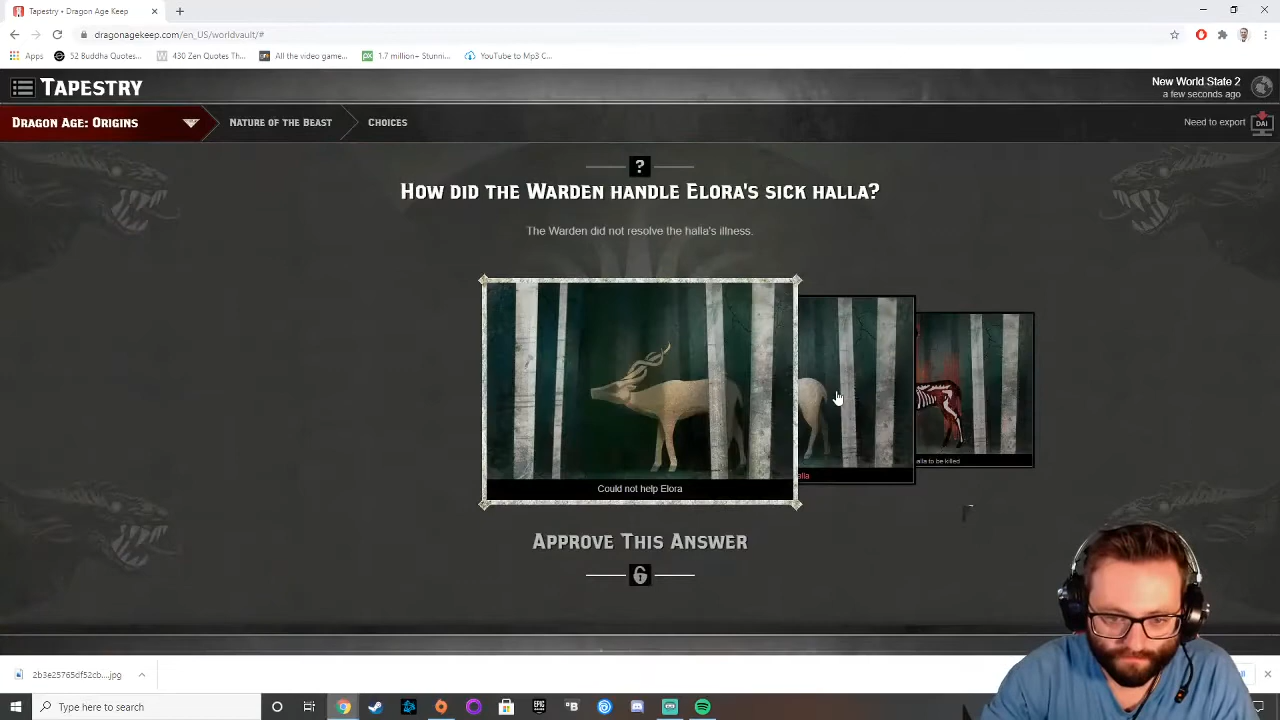 Tapestry • Dragon Age Keep
dragonagekeep.com/en_US/worldvault/#
Apps
52 Buddha Quotes...
430 Zen Quotes Th...
All the video game...
1.7 million+ Stunni...
YouTube to Mp3 C...
TAPESTRY
New World State 2
a few seconds ago
DRAGON AGE: ORIGINS
NATURE OF THE BEAST
CHOICES
Need to export
DAI
?
HOW DID THE WARDEN HANDLE ELORA'S SICK HALLA?
The Warden did not resolve the halla's illness.
alla to be killed
alla
Could not help Elora
APPROVE THIS ANSWER
2b3e25765df52cb....jpg
Type here to search